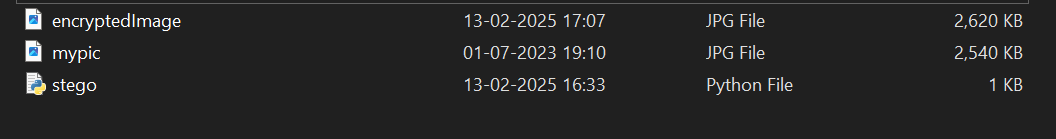 encryptedImage 13-02-2025 17:07 JPG File 2,620 KB
mypic 01-07-2023 19:10 JPG File 2,540 KB
stego 13-02-2025 16:33 Python File 1 KB